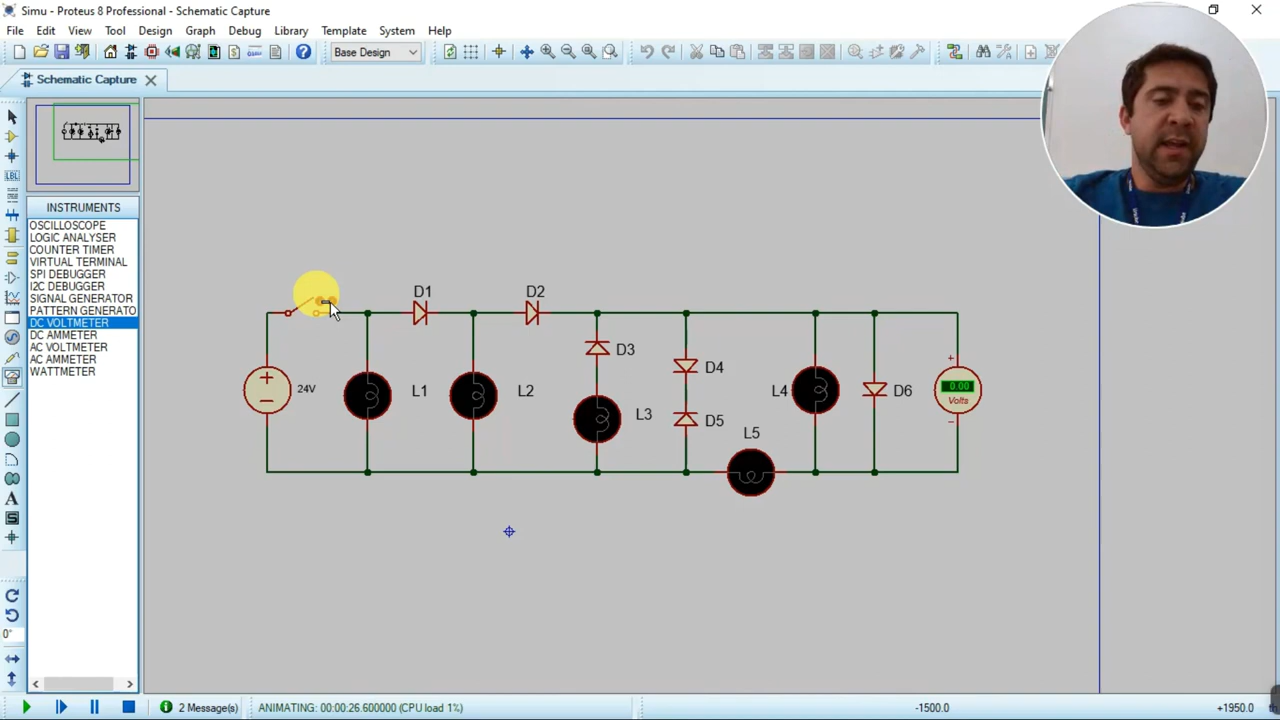 Simu - Proteus 8 Professional - Schematic Capture
File Edit View Tool Design Graph Debug Library Template System Help
Base Design
Schematic Capture
LBL
INSTRUMENTS
OSCILLOSCOPE
LOGIC ANALYSER
COUNTER TIMER
VIRTUAL TERMINAL
SPI DEBUGGER
I2C DEBUGGER
SIGNAL GENERATOR
PATTERN GENERATO
DC VOLTMETER
DC AMMETER
AC VOLTMETER
AC AMMETER
WATTMETER
A
S
0°
D1 D2
D3
D4
24V L1 L2 L4 D6
+
0.00
Volts
−
L3
D5
L5
2 Message(s) ANIMATING: 00:00:26.600000 (CPU load 1%) -1500.0 +1950.0